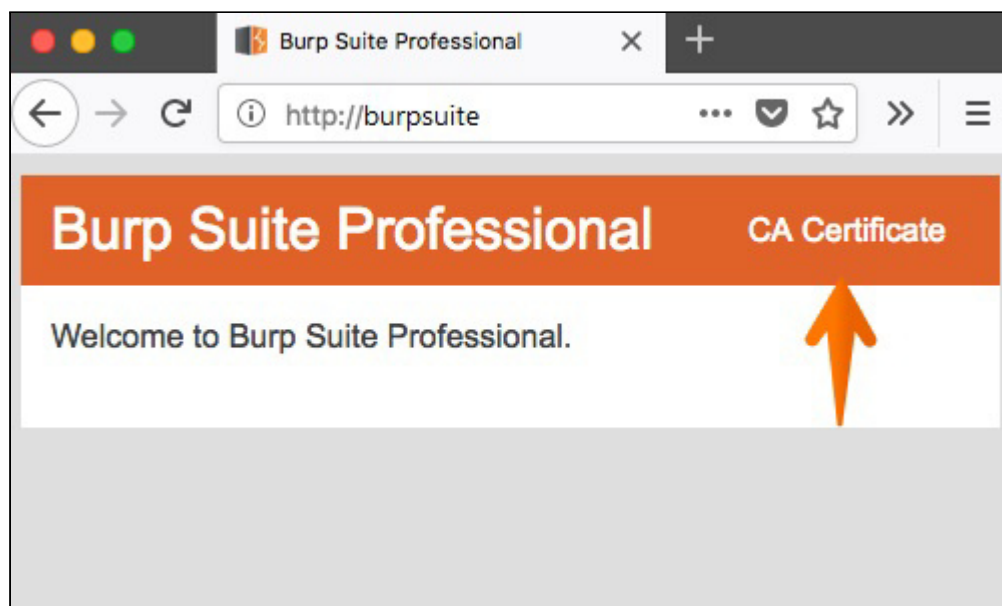 Burp Suite Professional
http://burpsuite
Burp Suite Professional
CA Certificate
Welcome to Burp Suite Professional.